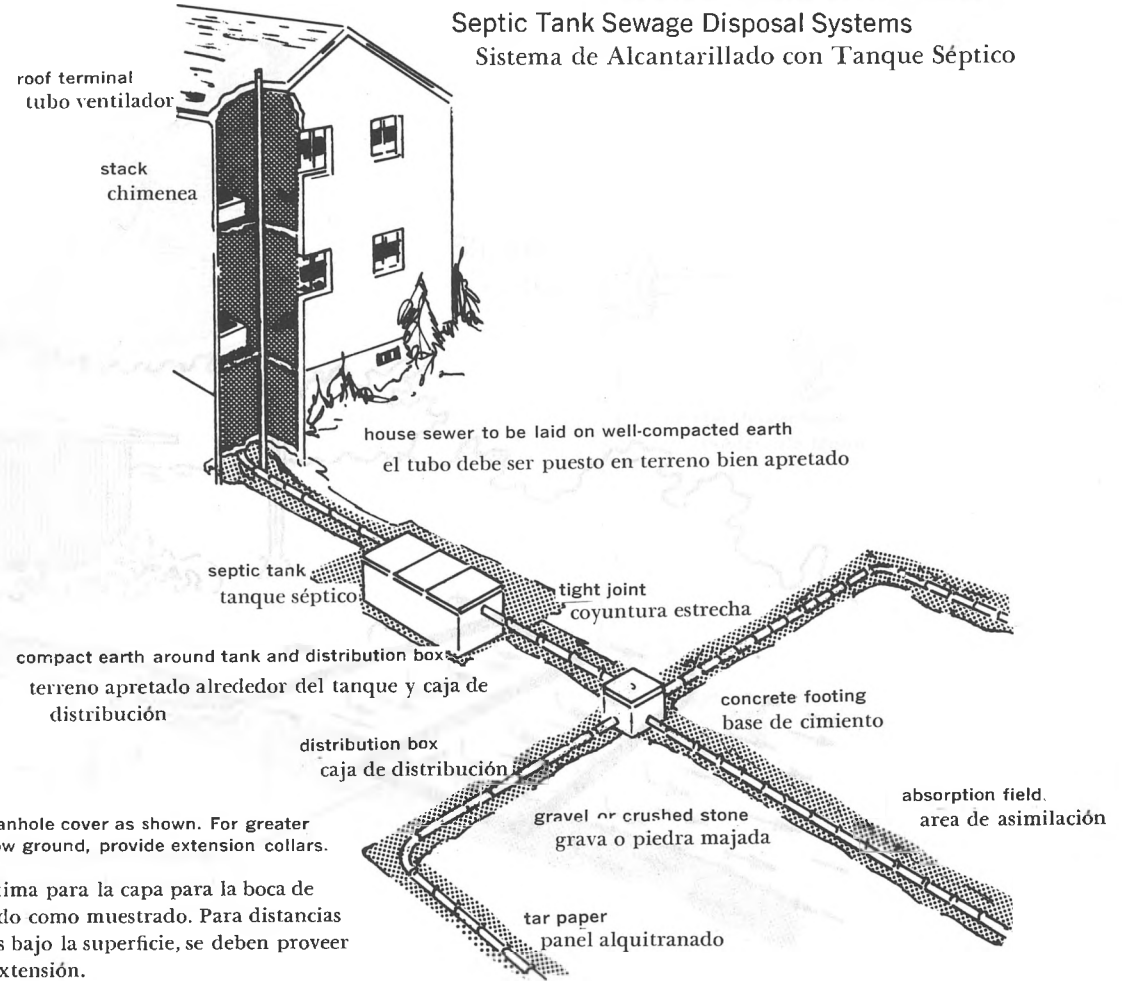 Septic Tank Sewage Disposal Systems
Sistema de Alcantarillado con Tanque Séptico
roof terminal
tubo ventilador
stack
chimenea
house sewer to be laid on well-compacted earth
el tubo debe ser puesto en terreno bien apretado
septic tank
tanque séptico
tight joint
coyuntura estrecha
compact earth around tank and distribution box
terreno apretado alrededor del tanque y caja de
distribución
concrete footing
base de cimiento
distribution box
caja de distribución
absorption field
area de asimilación
gravel or crushed stone
grava o piedra majada
anhole cover as shown. For greater
ow ground, provide extension collars.
tima para la capa para la boca de
do como muestrado. Para distancias
s bajo la superficie, se deben proveer
xtensión.
tar paper
panel alquitranado